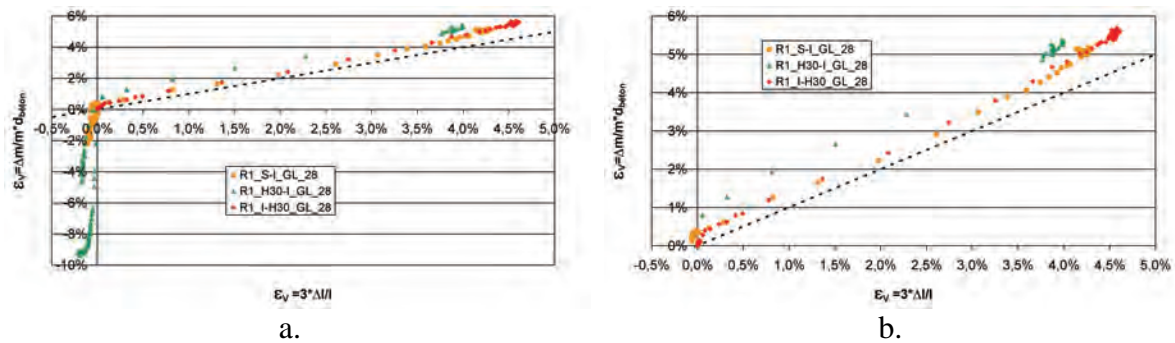 6%
4%
2%
0%
-2%
-4%
-6%
-8%
-10%
-0,5% 0,0% 0,5% 1,0% 1,5% 2,0% 2,5% 3,0% 3,5% 4,0% 4,5% 5,0%
εV=Δm/m*dbéton
R1_S-I_GL_28
R1_H30-I_GL_28
R1_I-H30_GL_28
εV =3*Δl/l
a.
6%
5%
4%
3%
2%
1%
0%
-0,5% 0,0% 0,5% 1,0% 1,5% 2,0% 2,5% 3,0% 3,5% 4,0% 4,5% 5,0%
εV=Δm/m*dbéton
R1_S-I_GL_28
R1_H30-I_GL_28
R1_I-H30_GL_28
εV =3*Δl/l
b.